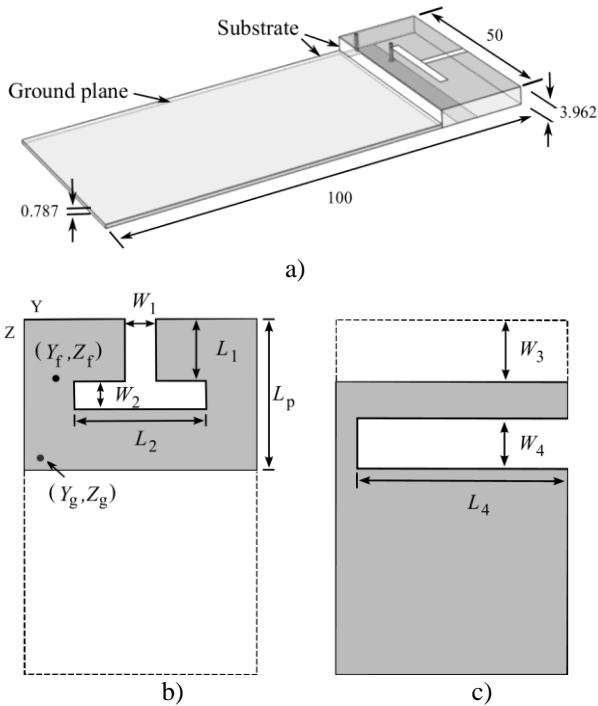 Substrate
50
Ground plane
3.962
0.787
100
a)
Y
W1
Z
(Yf,Zf)
L1
W3
W2
Lp
L2
W4
(Yg,Zg)
L4
b)
c)